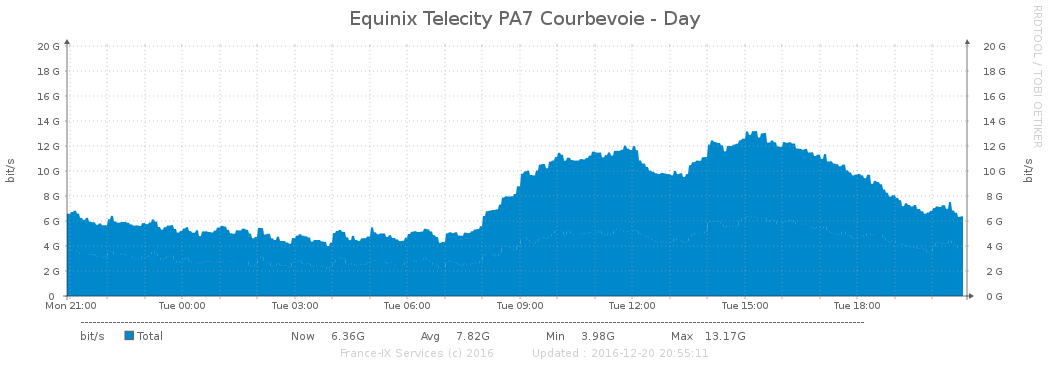 Equinix Telecity PA7 Courbevoie - Day
RRDTOOL / TOBI OETIKER
bit/s
20 G
18 G
16 G
14 G
12 G
10 G
8 G
6 G
4 G
2 G
0
20 G
18 G
16 G
14 G
12 G
10 G
8 G
6 G
4 G
2 G
0 G
bit/s
Mon 21:00 Tue 00:00 Tue 03:00 Tue 06:00 Tue 09:00 Tue 12:00 Tue 15:00 Tue 18:00
bit/s Total Now 6.36G Avg 7.82G Min 3.98G Max 13.17G
France-IX Services (c) 2016 Updated : 2016-12-20 20:55:11